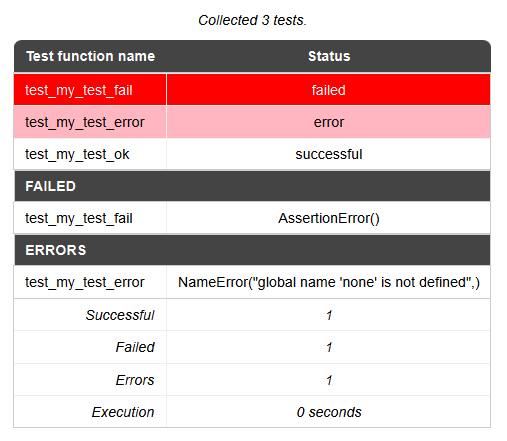 Collected 3 tests.
Test function name Status
test_my_test_fail failed
test_my_test_error error
test_my_test_ok successful
FAILED
test_my_test_fail AssertionError()
ERRORS
test_my_test_error NameError("global name 'none' is not defined",)
Successful 1
Failed 1
Errors 1
Execution 0 seconds